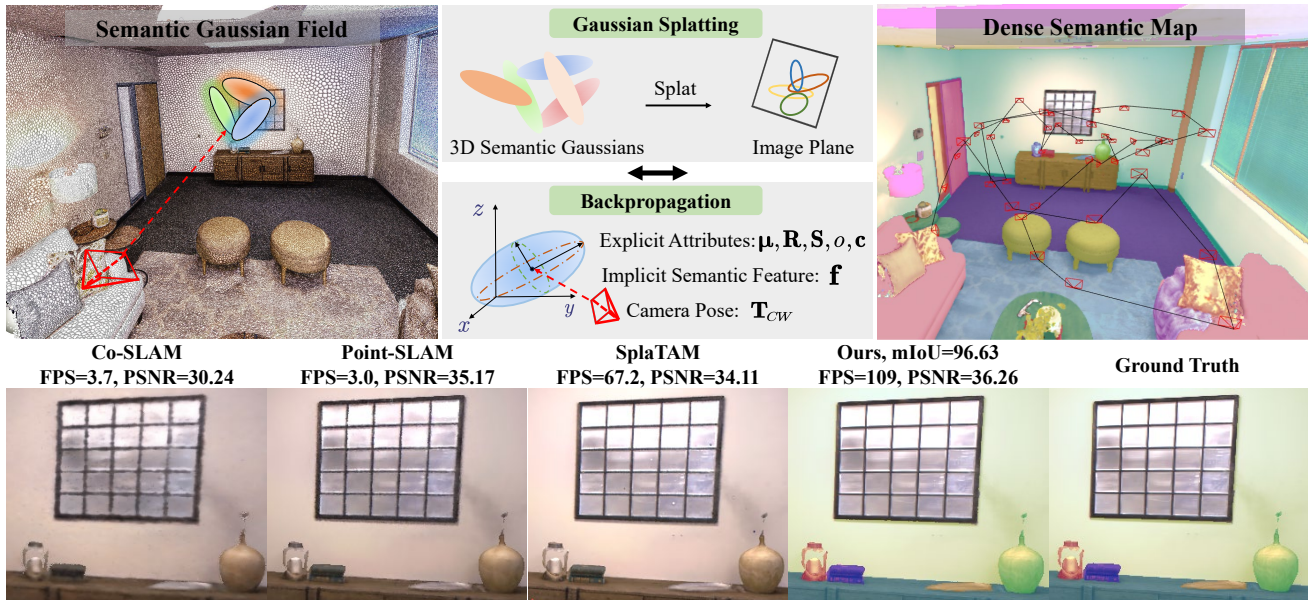 Semantic Gaussian Field
Gaussian Splatting
3D Semantic Gaussians
Splat
Image Plane
Backpropagation
z
y
x
Explicit Attributes: μ, R, S, o, c
Implicit Semantic Feature: f
Camera Pose: T_CW
Dense Semantic Map
Co-SLAM
FPS=3.7, PSNR=30.24
Point-SLAM
FPS=3.0, PSNR=35.17
SplaTAM
FPS=67.2, PSNR=34.11
Ours, mIoU=96.63
FPS=109, PSNR=36.26
Ground Truth